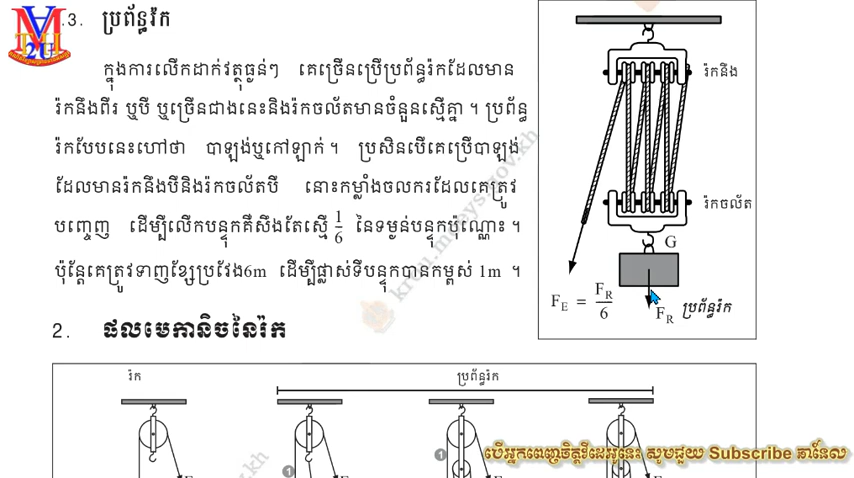 M
V
THI
2U
.3. ប្រព័ន្ធរ៉ក
ក្នុងការលើកដាក់វត្ថុធ្ងន់ៗ គេច្រើនប្រើប្រព័ន្ធរ៉កដែលមាន
រ៉កនឹងពីរ ឬបី ឬច្រើនជាងនេះនិងរ៉កចល័តមានចំនួនស្មើគ្នា ។ ប្រព័ន្ធ
រ៉កបែបនេះហៅថា បាឡង់ឬកៅឡាក់ ។ ប្រសិនបើគេប្រើបាឡង់
ដែលមានរ៉កនឹងបីនិងរ៉កចល័តបី នោះកម្លាំងចលករដែលគេត្រូវ
បញ្ចេញ ដើម្បីលើកបន្ទុកគឺសឹងតែស្មើ 1/6 នៃទម្ងន់បន្ទុកប៉ុណ្ណោះ ។
ប៉ុន្តែគេត្រូវទាញខ្សែប្រវែង6m ដើម្បីផ្លាស់ទីបន្ទុកបានកម្ពស់ 1m ។
រ៉កនឹង
រ៉កចល័ត
G
F_E = F_R/6
F_R
ប្រព័ន្ធរ៉ក
krou.moeys.gov.kh
2. ផលមេកានិចនៃរ៉ក
រ៉ក
ប្រព័ន្ធរ៉ក
1
1
បើអ្នកពេញចិត្តវីដេអូនេះ សូមជួយ Subscribe ឆានែល